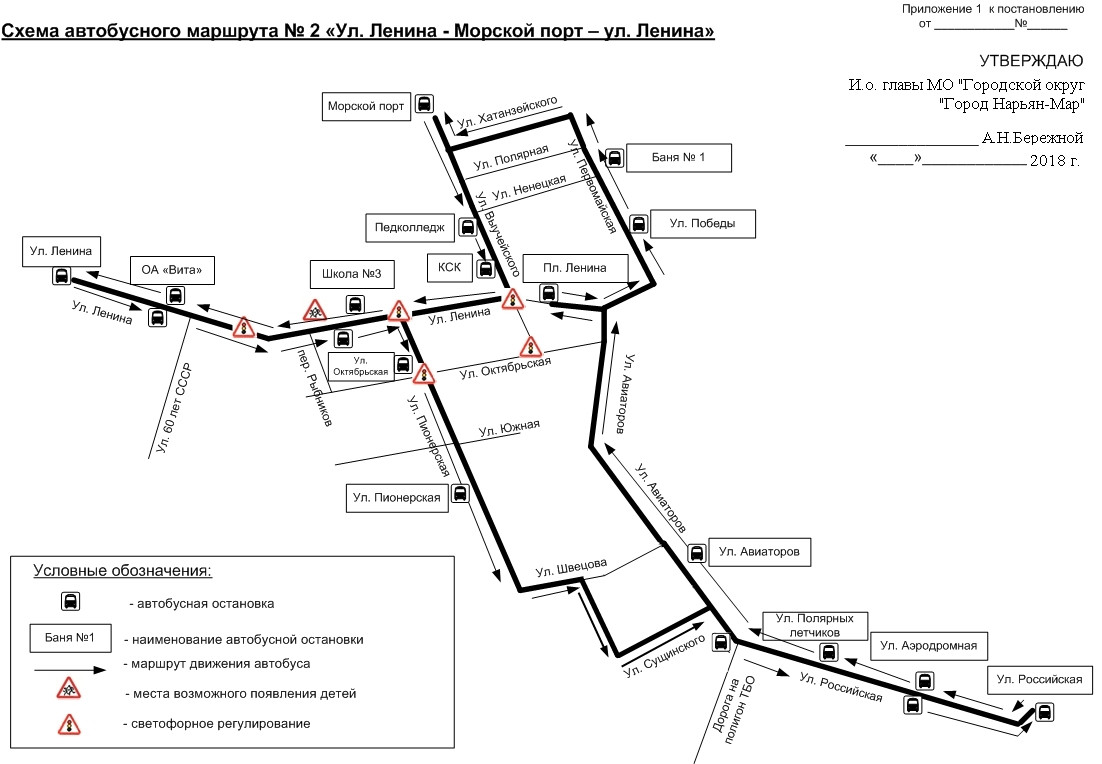 Приложение 1 к постановлению
от ____________№______
Схема автобусного маршрута № 2 «Ул. Ленина - Морской порт – ул. Ленина»
УТВЕРЖДАЮ
И.о. главы МО "Городской округ
"Город Нарьян-Мар"
__________________ А.Н.Бережной
«____»______________ 2018 г.
Морской порт
Ул. Хатанзейского
Ул. Полярная
Ул. Ненецкая
Ул. Первомайская
Баня № 1
Ул. Выучейского
Педколледж
Ул. Победы
КСК
Пл. Ленина
Ул. Ленина
ОА «Вита»
Школа №3
Ул. Ленина
Ул. Ленина
Ул. 60 лет СССР
пер. Рыбников
Ул.
Октябрьская
Ул. Октябрьская
Ул. Авиаторов
Ул. Пионерская
Ул. Южная
Ул. Пионерская
Ул. Авиаторов
Ул. Авиаторов
Ул. Швецова
Ул. Сущинского
Ул. Полярных
летчиков
Ул. Аэродромная
Ул. Российская
Ул. Российская
Дорога на
полигон ТБО
Условные обозначения:
- автобусная остановка
Баня №1
- наименование автобусной остановки
- маршрут движения автобуса
- места возможного появления детей
- светофорное регулирование